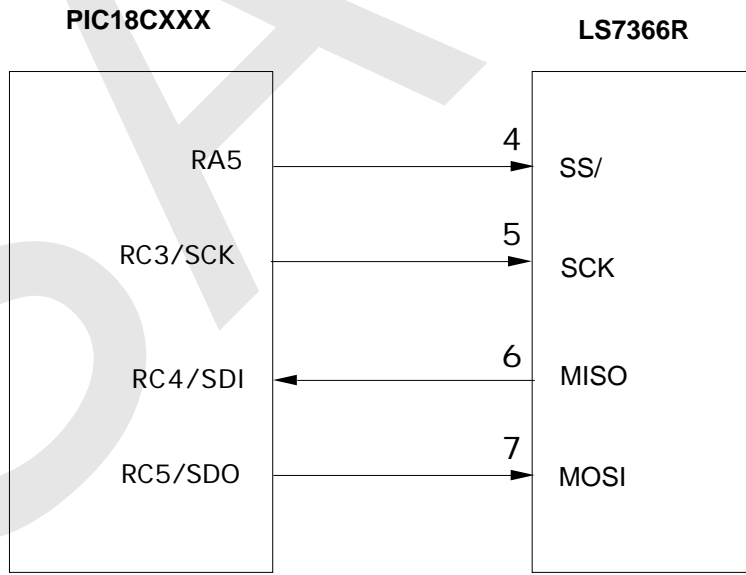 PIC18CXXX
LS7366R
RA5
4
SS/
RC3/SCK
5
SCK
RC4/SDI
6
MISO
RC5/SDO
7
MOSI